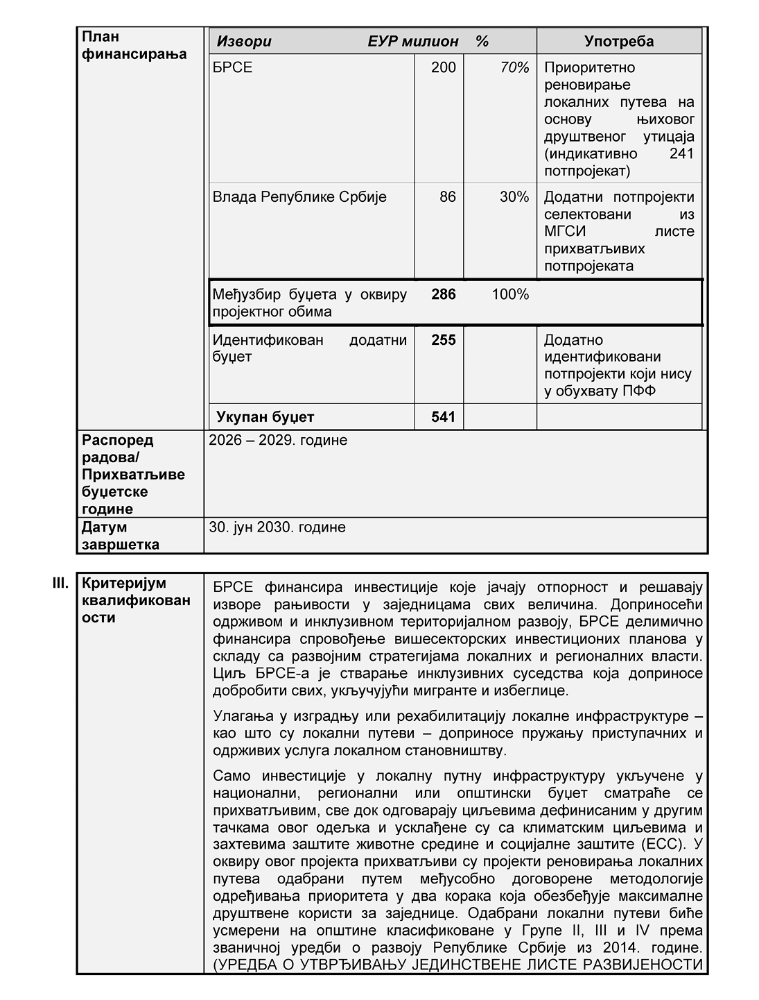 План
финансирања
Извори ЕУР милион % Употреба
БРСЕ 200 70% Приоритетно
реновирање
локалних путева на
основу њиховог
друштвеног утицаја
(индикативно 241
потпројекат)
Влада Републике Србије 86 30% Додатни потпројекти
селектовани из
МГСИ листе
прихватљивих
потпројеката
Међузбир буџета у оквиру 286 100%
пројектног обима
Идентификован додатни 255 Додатно
буџет идентификовани
потпројекти који нису
у обухвату ПФФ
Укупан буџет 541
Распоред 2026 – 2029. године
радова/
Прихватљиве
буџетске
године
Датум 30. јун 2030. године
завршетка
III. Критеријум
квалификован
ости
БРСЕ финансира инвестиције које јачају отпорност и решавају
изворе рањивости у заједницама свих величина. Доприносећи
одрживом и инклузивном територијалном развоју, БРСЕ делимично
финансира спровођење вишесекторских инвестиционих планова у
складу са развојним стратегијама локалних и регионалних власти.
Циљ БРСЕ-а је стварање инклузивних суседства која доприносе
добробити свих, укључујући мигранте и избеглице.
Улагања у изградњу или рехабилитацију локалне инфраструктуре –
као што су локални путеви – доприносе пружању приступачних и
одрживих услуга локалном становништву.
Само инвестиције у локалну путну инфраструктуру укључене у
национални, регионални или општински буџет сматраће се
прихватљивим, све док одговарају циљевима дефинисаним у другим
тачкама овог одељка и усклађене су са климатским циљевима и
захтевима заштите животне средине и социјалне заштите (ЕСС). У
оквиру овог пројекта прихватљиви су пројекти реновирања локалних
путева одабрани путем међусобно договорене методологије
одређивања приоритета у два корака која обезбеђује максималне
друштвене користи за заједнице. Одабрани локални путеви биће
усмерени на општине класификоване у Групе II, III и IV према
званичној уредби о развоју Републике Србије из 2014. године.
(УРЕДБА О УТВРЂИВАЊУ ЈЕДИНСТВЕНЕ ЛИСТЕ РАЗВИЈЕНОСТИ